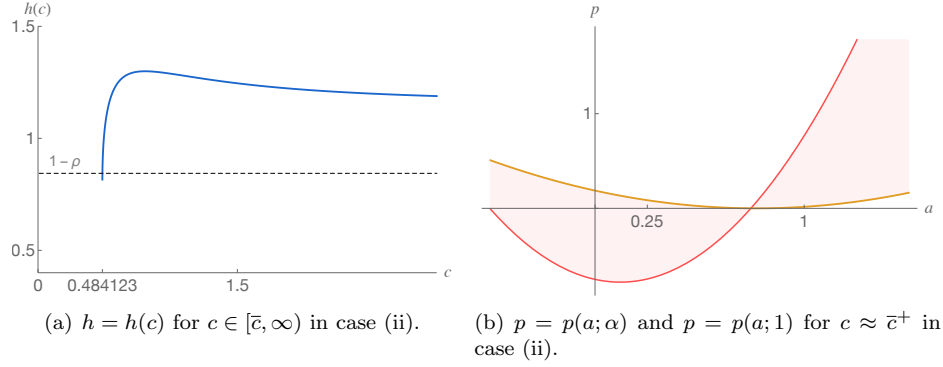 h(c)
1.5
1
1 − ρ
0.5
0
0.484123
1.5
c
p
1
0.25
1
a
(a) h = h(c) for c ∈ [c̅, ∞) in case (ii).
(b) p = p(a; α) and p = p(a; 1) for c ≈ c̅⁺ in
case (ii).